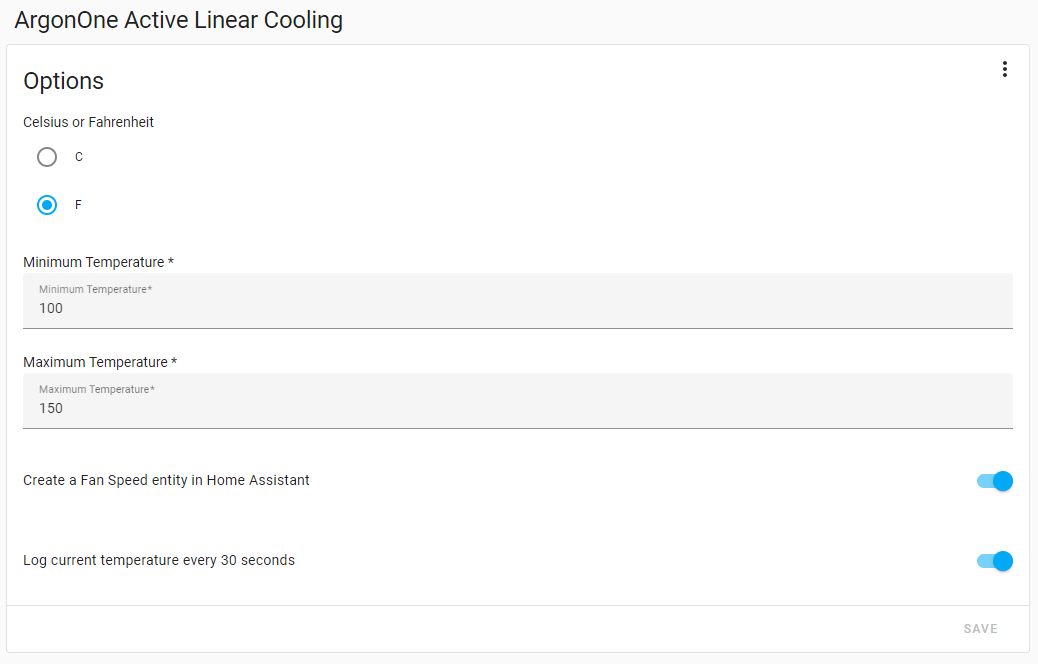 ArgonOne Active Linear Cooling
Options
Celsius or Fahrenheit
C
F
Minimum Temperature *
Minimum Temperature*
100
Maximum Temperature *
Maximum Temperature*
150
Create a Fan Speed entity in Home Assistant
Log current temperature every 30 seconds
SAVE